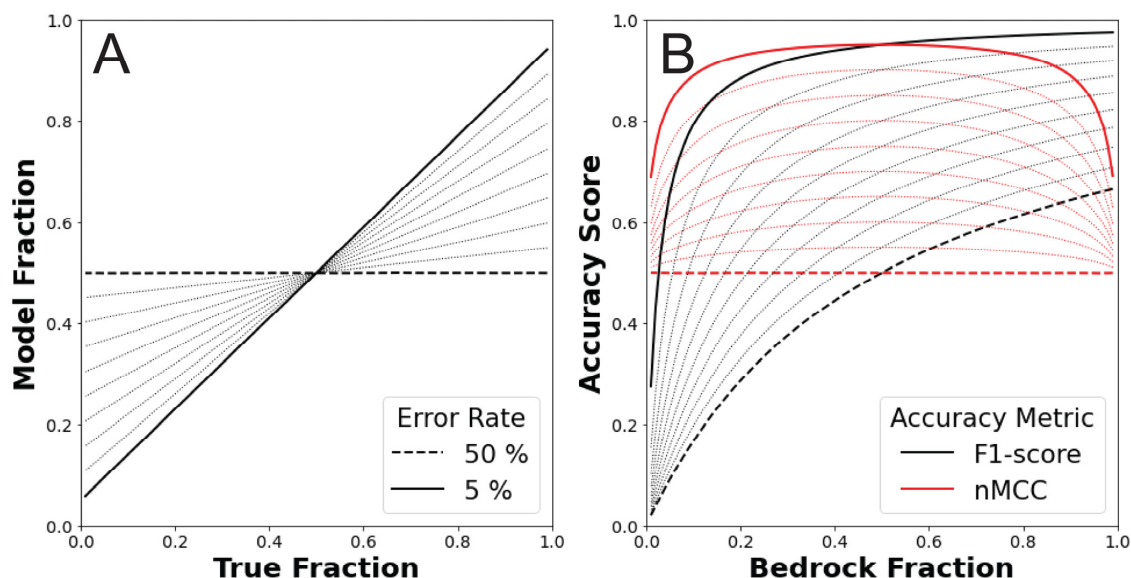 A
Model Fraction
1.0
0.8
0.6
0.4
0.2
0.0
0.0 0.2 0.4 0.6 0.8 1.0
True Fraction
Error Rate
50 %
5 %
B
Accuracy Score
1.0
0.8
0.6
0.4
0.2
0.0
0.0 0.2 0.4 0.6 0.8 1.0
Bedrock Fraction
Accuracy Metric
F1-score
nMCC